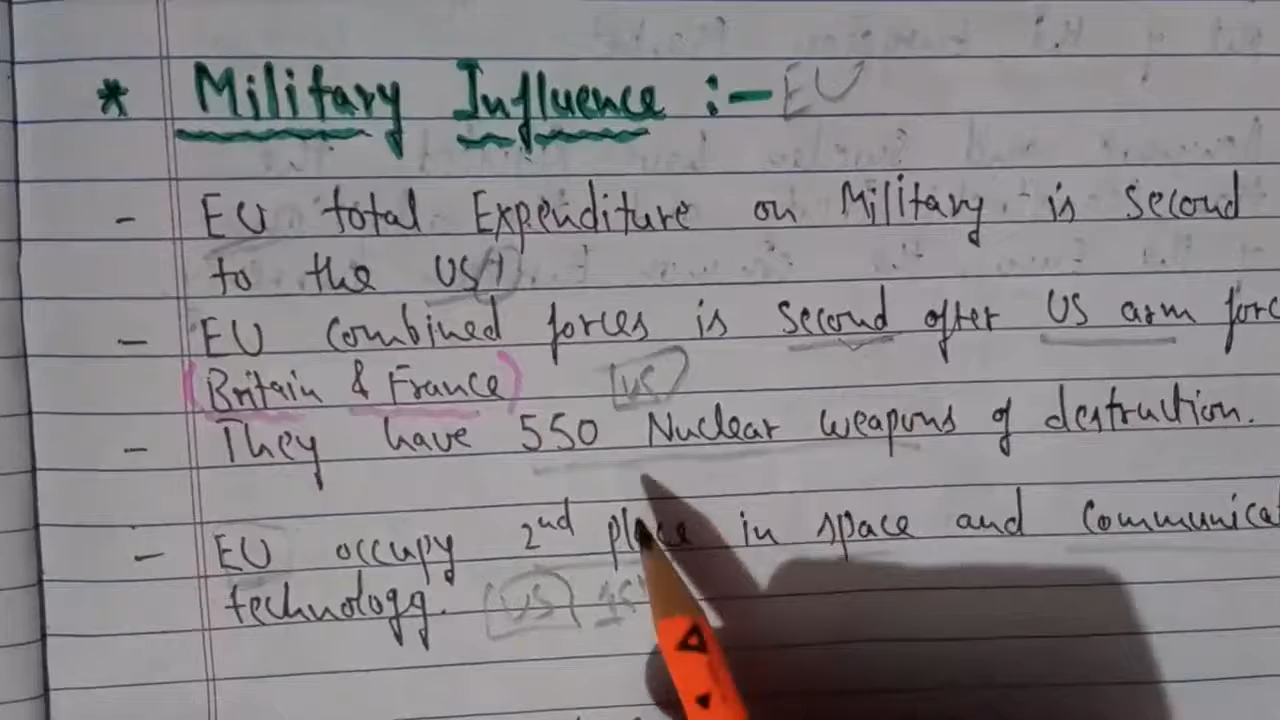 * Military Influence :- EU
- EU total Expenditure on Military is second
to the US
- EU combined forces is second after US arm forc
(Britain & France) US
- They have 550 Nuclear weapons of destruction.
- EU occupy 2nd place in space and communica
technology. US